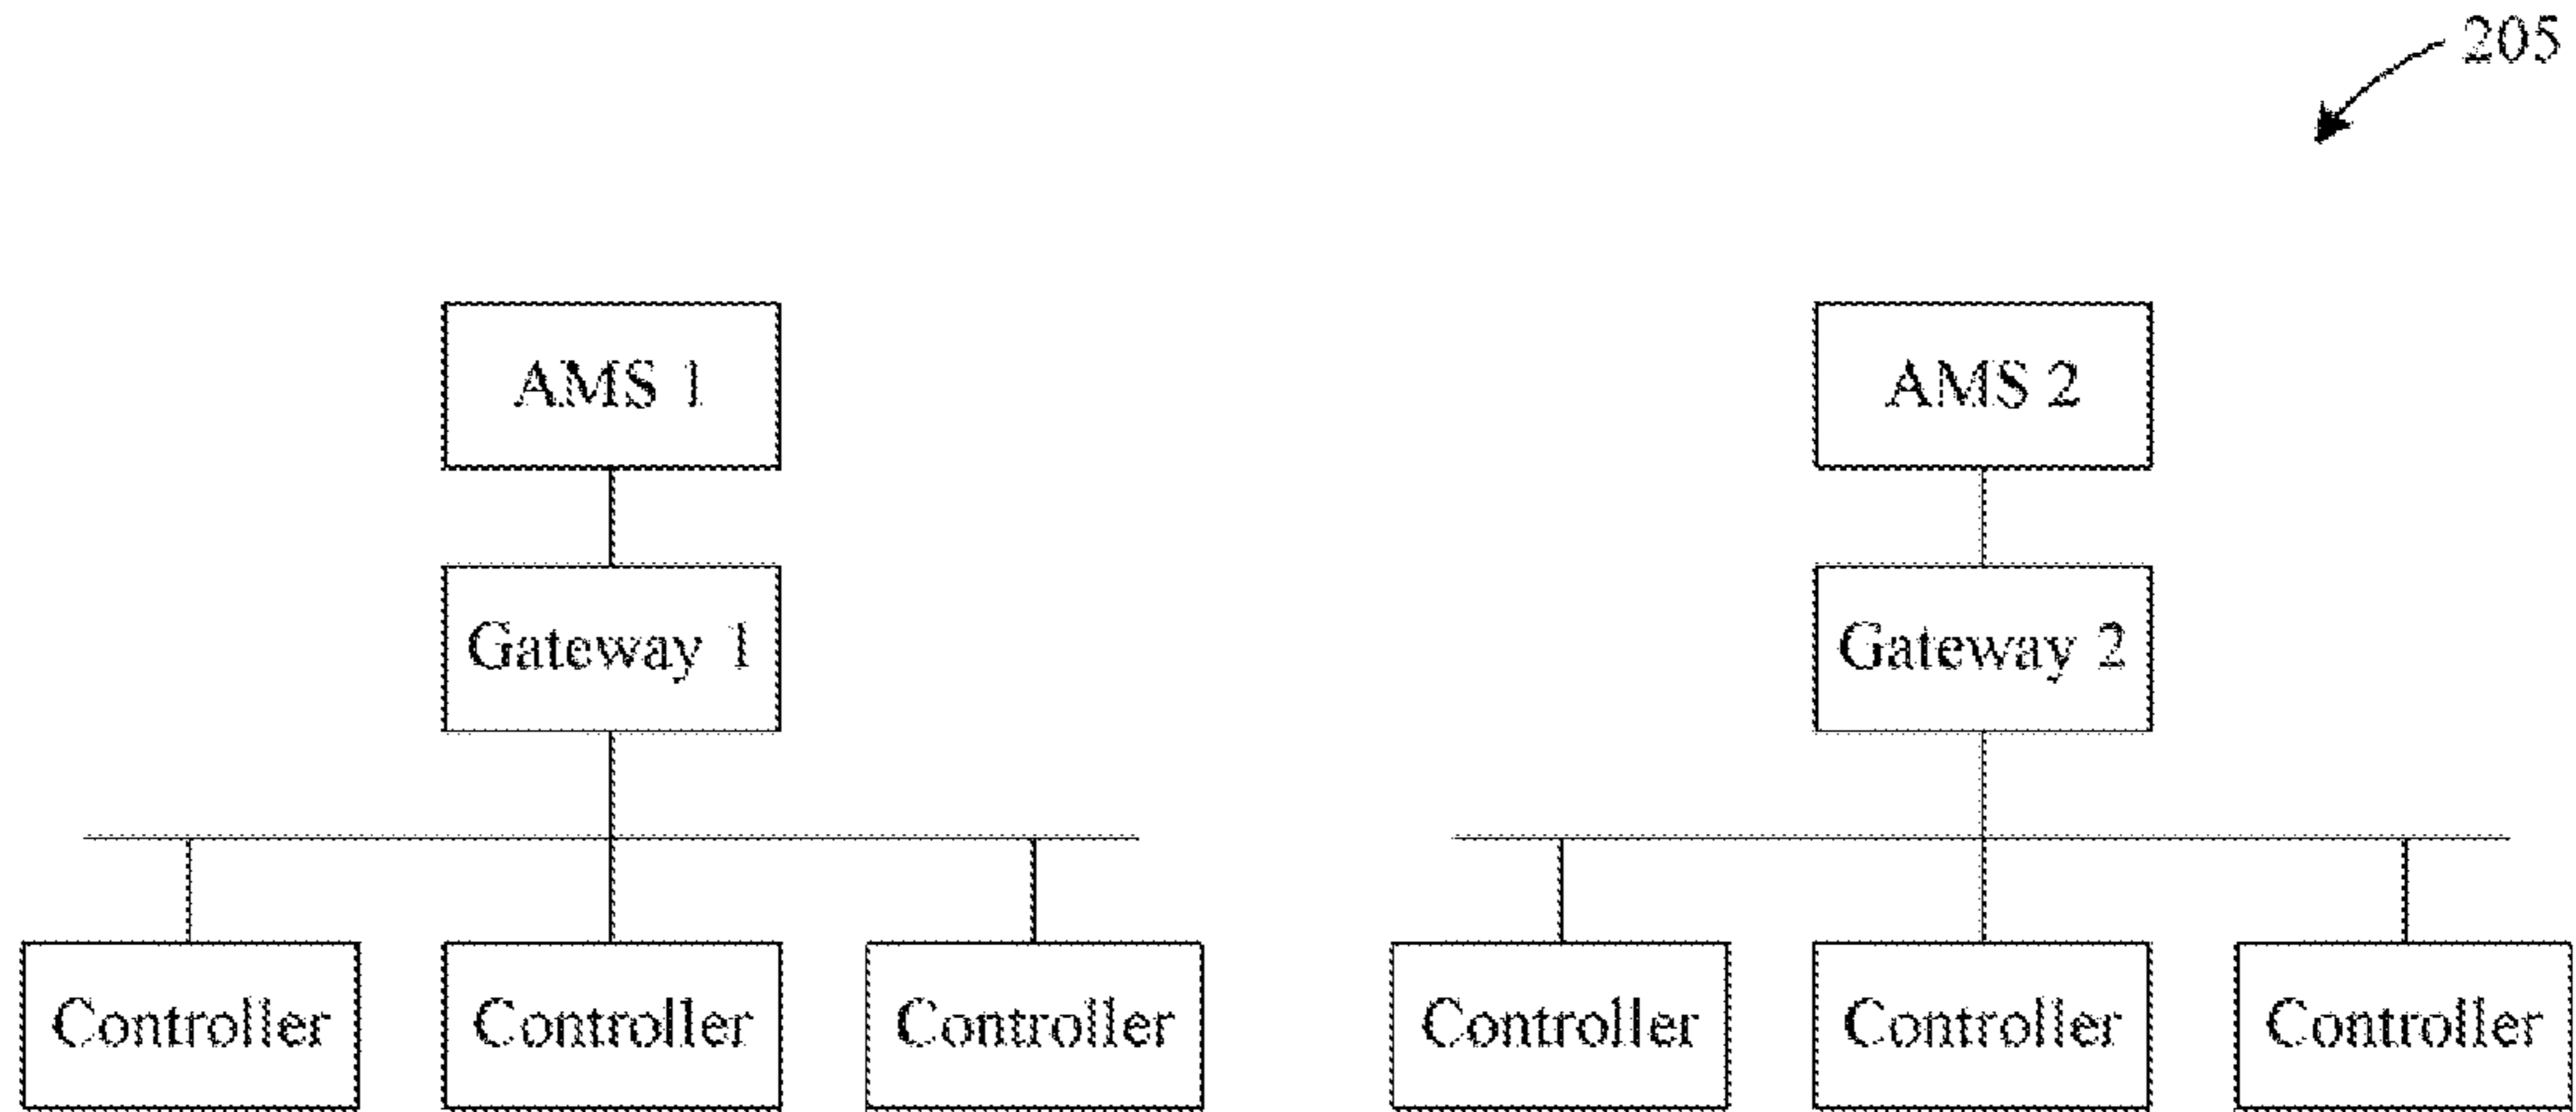 205
AMS 1
AMS 2
Gateway 1
Gateway 2
Controller
Controller
Controller
Controller
Controller
Controller